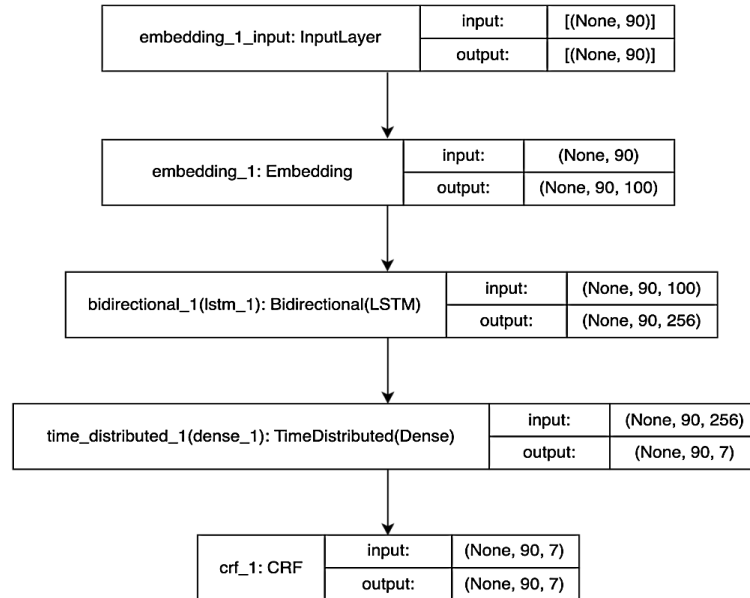 embedding_1_input: InputLayer
input: [(None, 90)]
output: [(None, 90)]
embedding_1: Embedding
input: (None, 90)
output: (None, 90, 100)
bidirectional_1(lstm_1): Bidirectional(LSTM)
input: (None, 90, 100)
output: (None, 90, 256)
time_distributed_1(dense_1): TimeDistributed(Dense)
input: (None, 90, 256)
output: (None, 90, 7)
crf_1: CRF
input: (None, 90, 7)
output: (None, 90, 7)